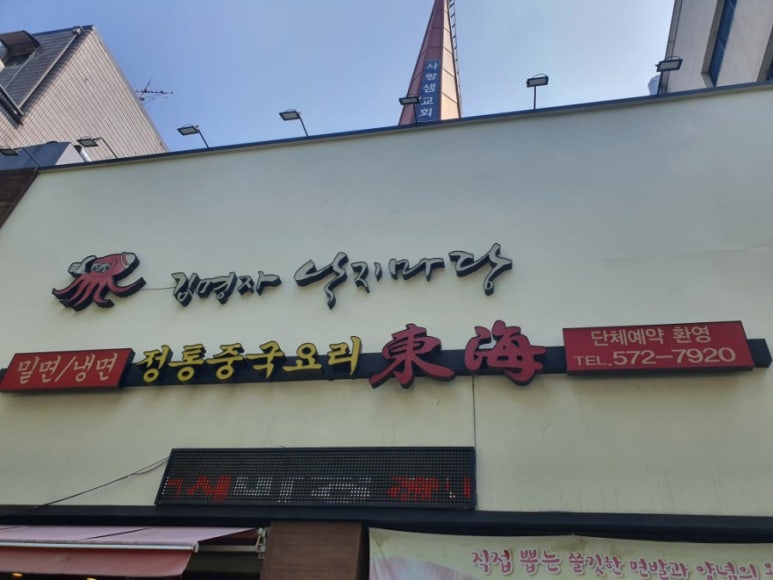 사랑샘교회
김명자 낙지마당
밀면/냉면 정통중국요리 東海 단체예약 환영
TEL.572-7920
직접 뽑는 쫄깃한 면발과 양념의